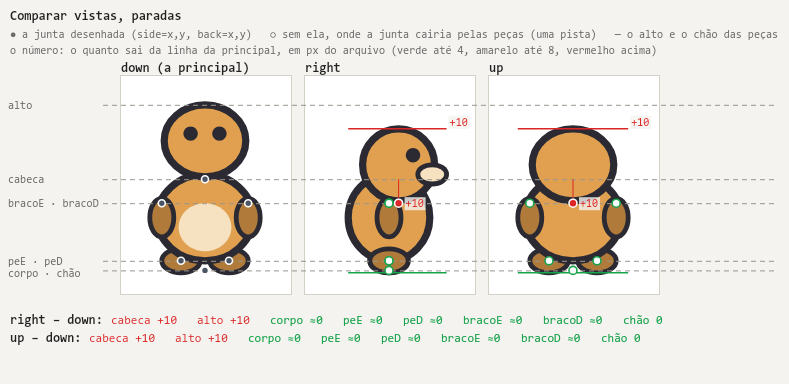 Comparar vistas, paradas
● a junta desenhada (side=x,y, back=x,y)   ○ sem ela, onde a junta cairia pelas peças (uma pista)   — o alto e o chão das peças
o número: o quanto sai da linha da principal, em px do arquivo (verde até 4, amarelo até 8, vermelho acima)
down (a principal)   right   up
alto
+10   +10
cabeca
bracoE · bracoD   +10   +10
peE · peD
corpo · chão
right – down: cabeca +10   alto +10   corpo ≈0   peE ≈0   peD ≈0   bracoE ≈0   bracoD ≈0   chão 0
up – down: cabeca +10   alto +10   corpo ≈0   peE ≈0   peD ≈0   bracoE ≈0   bracoD ≈0   chão 0